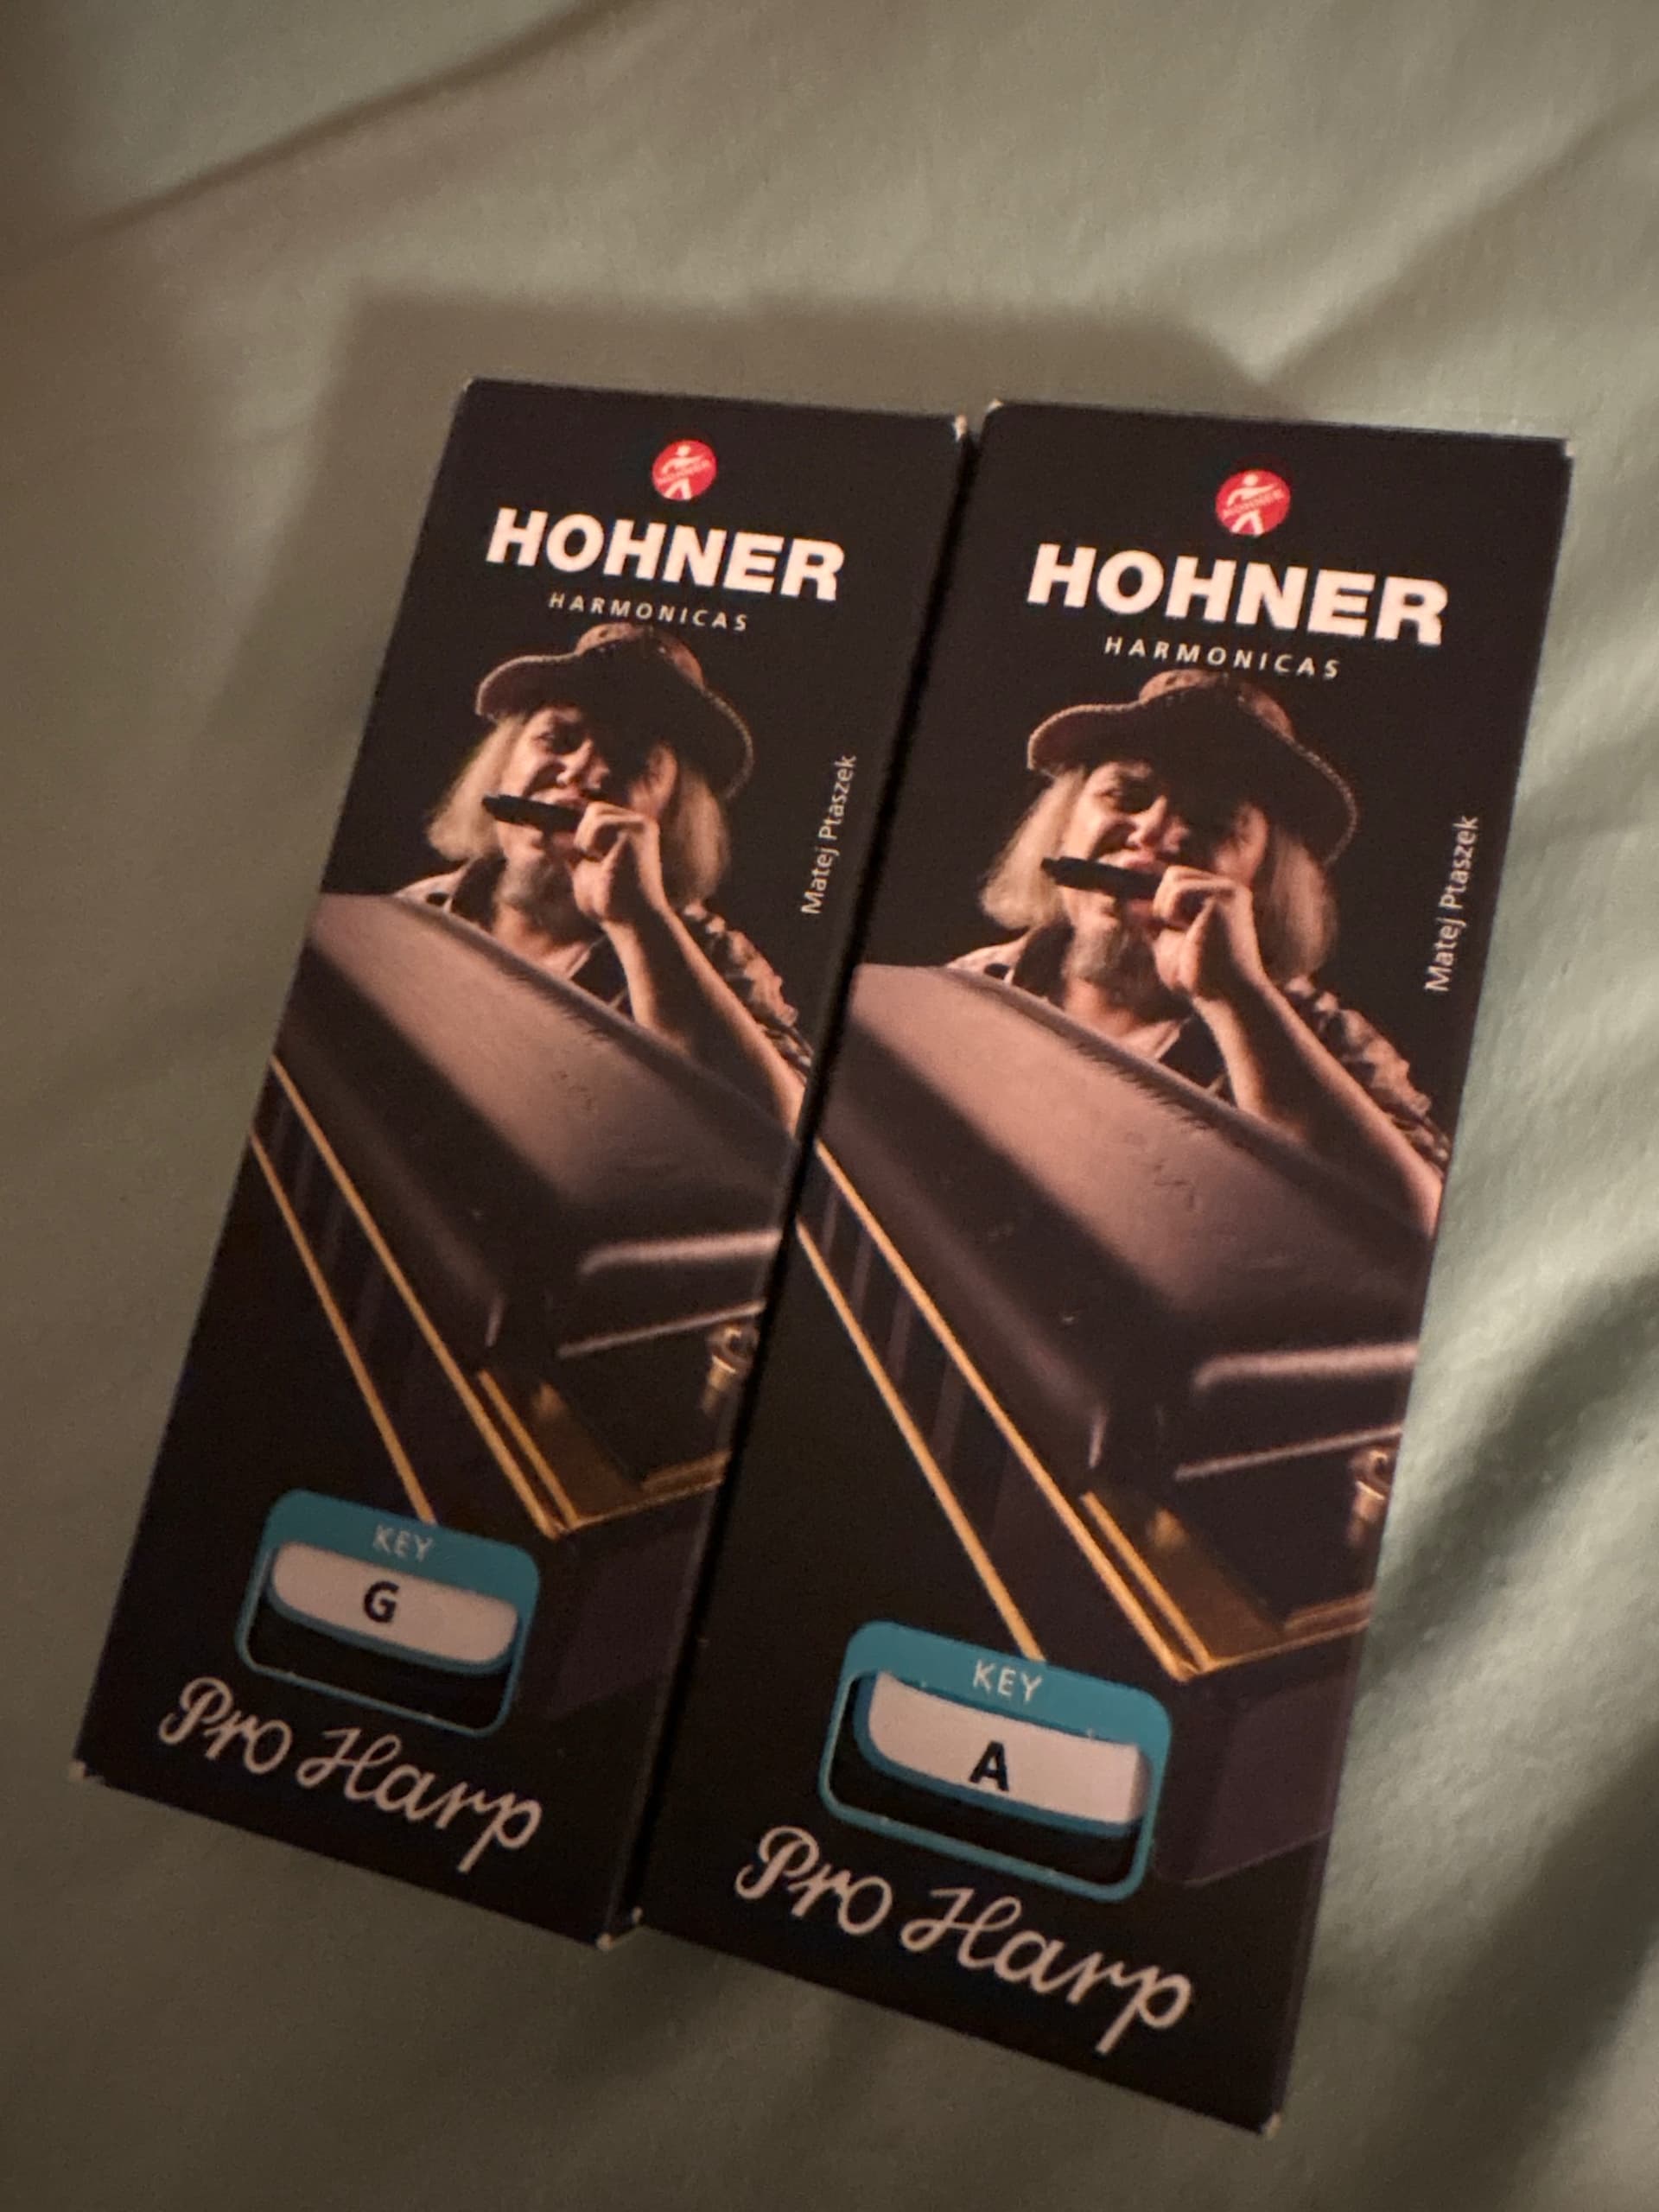 HOHNER
HARMONICAS
Matej Ptaszek
KEY
G
Pro Harp
HOHNER
HARMONICAS
Matej Ptaszek
KEY
A
Pro Harp